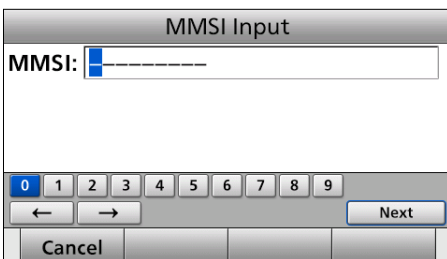 MMSI Input
MMSI: ---------
0 1 2 3 4 5 6 7 8 9
← → Next
Cancel